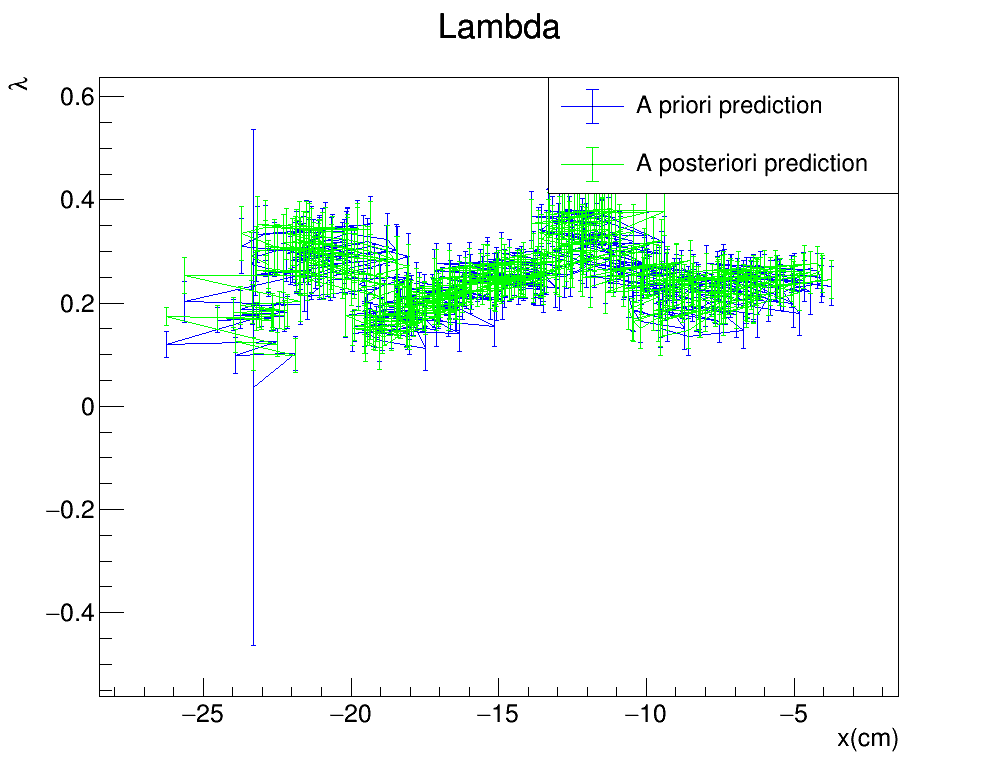 Lambda
λ
0.6
0.4
0.2
0
−0.2
−0.4
A priori prediction
A posteriori prediction
−25 −20 −15 −10 −5
x(cm)